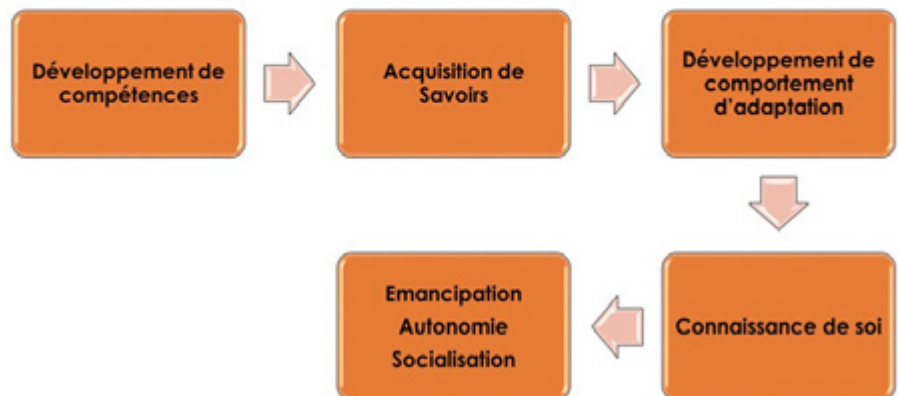 Développement de
compétences
Acquisition de
Savoirs
Développement de
comportement
d'adaptation
Connaissance de soi
Emancipation
Autonomie
Socialisation